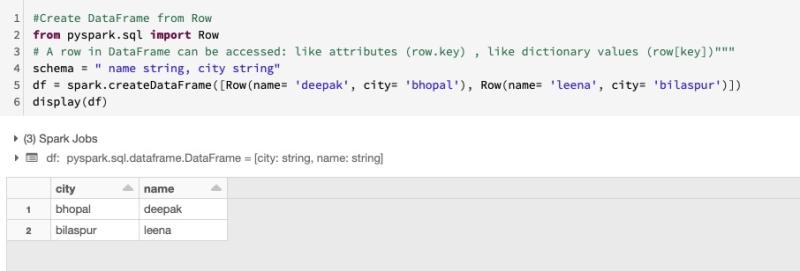 1 #Create DataFrame from Row
2 from pyspark.sql import Row
3 # A row in DataFrame can be accessed: like attributes (row.key) , like dictionary values (row[key])"""
4 schema = " name string, city string"
5 df = spark.createDataFrame([Row(name= 'deepak', city= 'bhopal'), Row(name= 'leena', city= 'bilaspur')])
6 display(df)
(3) Spark Jobs
df: pyspark.sql.dataframe.DataFrame = [city: string, name: string]
city name
1 bhopal deepak
2 bilaspur leena